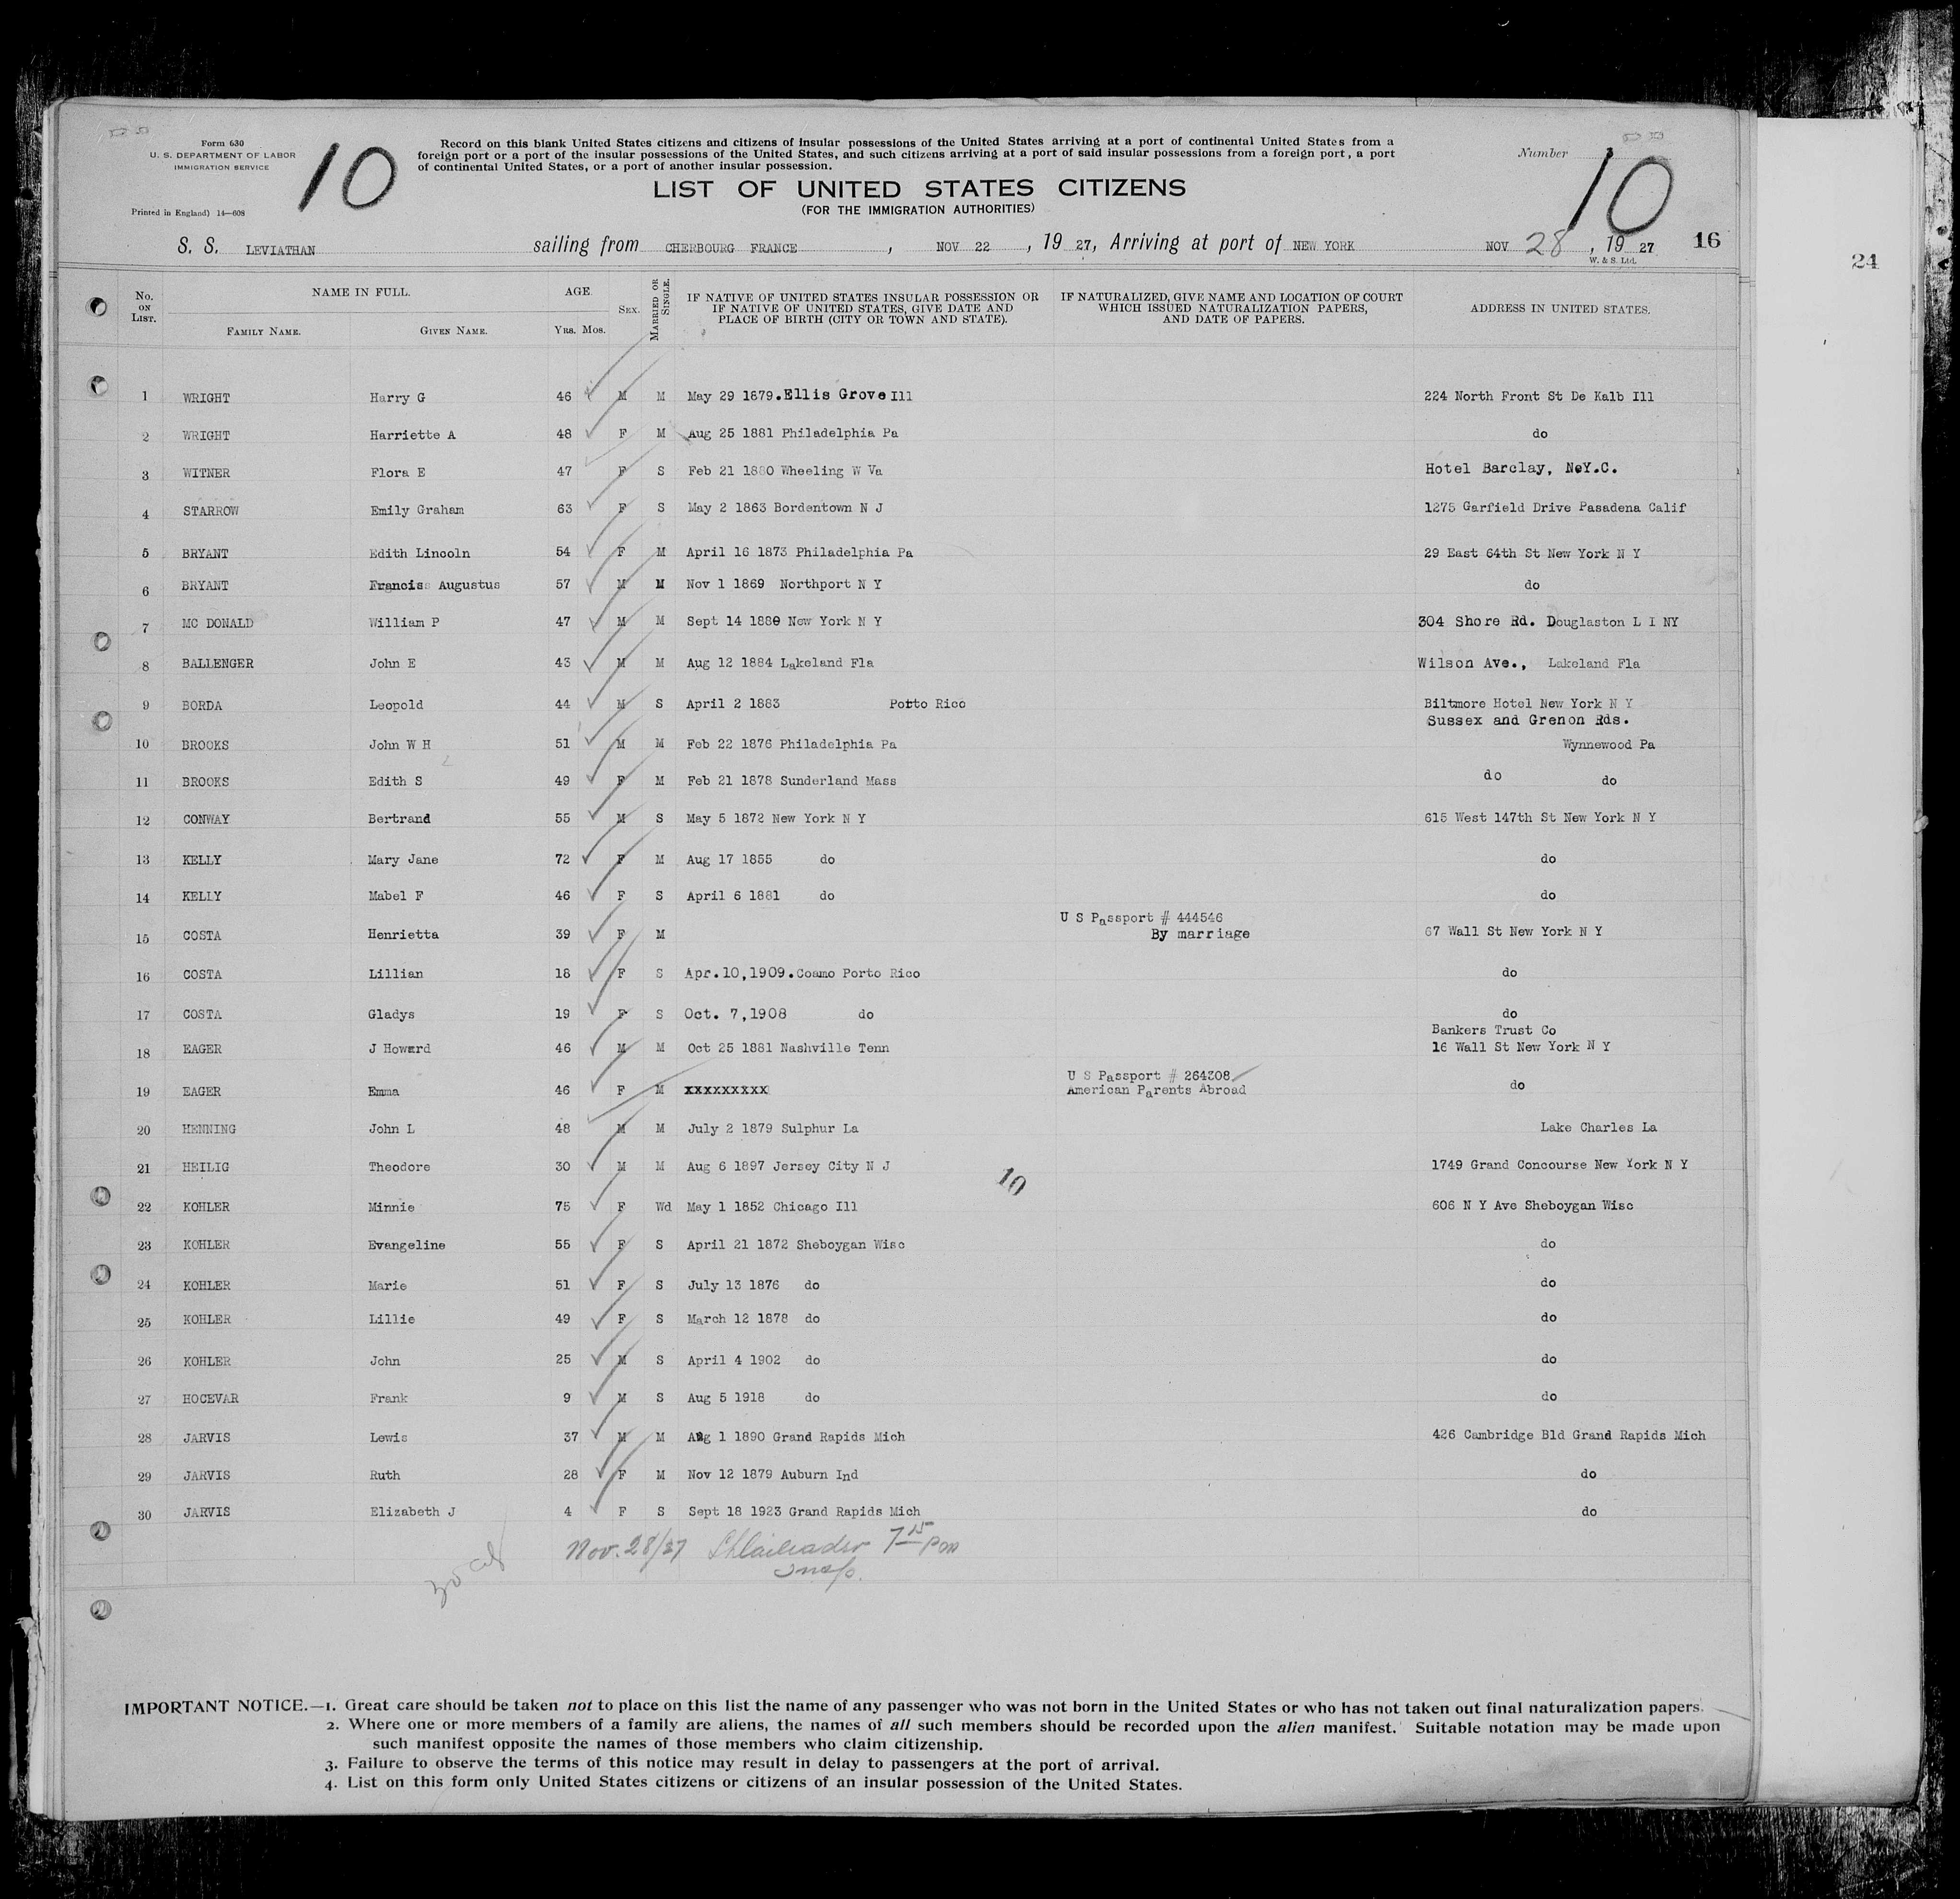 Form 630
U. S. DEPARTMENT OF LABOR
IMMIGRATION SERVICE
Printed in England) 14—608
10
Record on this blank United States citizens and citizens of insular possessions of the United States arriving at a port of continental United States from a
foreign port or a port of the insular possessions of the United States, and such citizens arriving at a port of said insular possessions from a foreign port, a port
of continental United States, or a port of another insular possession.
LIST OF UNITED STATES CITIZENS
(FOR THE IMMIGRATION AUTHORITIES)
Number
10
S. S. LEVIATHAN sailing from CHERBOURG FRANCE, NOV 22, 19 27, Arriving at port of NEW YORK NOV 28, 19 27 16
W. & S. Ltd.
24
No. ON LIST. NAME IN FULL. FAMILY NAME. GIVEN NAME. AGE. YRS. MOS. SEX. MARRIED OR SINGLE. IF NATIVE OF UNITED STATES INSULAR POSSESSION OR IF NATIVE OF UNITED STATES, GIVE DATE AND PLACE OF BIRTH (CITY OR TOWN AND STATE). IF NATURALIZED, GIVE NAME AND LOCATION OF COURT WHICH ISSUED NATURALIZATION PAPERS, AND DATE OF PAPERS. ADDRESS IN UNITED STATES.
1 WRIGHT Harry G 46 M M May 29 1879.Ellis Grove Ill 224 North Front St De Kalb Ill
2 WRIGHT Harriette A 48 F M Aug 25 1881 Philadelphia Pa do
3 WITNER Flora E 47 F S Feb 21 1880 Wheeling W Va Hotel Barclay, NeY.C.
4 STARROW Emily Graham 63 F S May 2 1863 Bordentown N J 1275 Garfield Drive Pasadena Calif
5 BRYANT Edith Lincoln 54 F M April 16 1873 Philadelphia Pa 29 East 64th St New York N Y
6 BRYANT Francis Augustus 57 M M Nov 1 1869 Northport N Y do
7 MC DONALD William P 47 M M Sept 14 1880 New York N Y 304 Shore Rd. Douglaston L I NY
8 BALLENGER John E 43 M M Aug 12 1884 Lakeland Fla Wilson Ave., Lakeland Fla
9 BORDA Leopold 44 M S April 2 1883 Potto Rico Biltmore Hotel New York N Y
Sussex and Grenon Rds.
10 BROOKS John W H 51 M M Feb 22 1876 Philadelphia Pa Wynnewood Pa
11 BROOKS Edith S 49 F M Feb 21 1878 Sunderland Mass do do
12 CONWAY Bertrand 55 M S May 5 1872 New York N Y 615 West 147th St New York N Y
13 KELLY Mary Jane 72 F M Aug 17 1855 do do
14 KELLY Mabel F 46 F S April 6 1881 do do
U S Passport # 444546
15 COSTA Henrietta 39 F M By marriage 67 Wall St New York N Y
16 COSTA Lillian 18 F S Apr.10,1909.Coamo Porto Rico do
17 COSTA Gladys 19 F S Oct. 7,1908 do do
Bankers Trust Co
18 EAGER J Howard 46 M M Oct 25 1881 Nashville Tenn 16 Wall St New York N Y
U S Passport # 264308
19 EAGER Emma 46 F M xxxxxxxxx American Parents Abroad do
20 HENNING John L 48 M M July 2 1879 Sulphur La Lake Charles La
21 HEILIG Theodore 30 M M Aug 6 1897 Jersey City N J 1749 Grand Concourse New York N Y
10
22 KOHLER Minnie 75 F Wd May 1 1852 Chicago Ill 606 N Y Ave Sheboygan Wisc
23 KOHLER Evangeline 55 F S April 21 1872 Sheboygan Wisc do
24 KOHLER Marie 51 F S July 13 1876 do do
25 KOHLER Lillie 49 F S March 12 1878 do do
26 KOHLER John 25 M S April 4 1902 do do
27 HOCEVAR Frank 9 M S Aug 5 1918 do do
28 JARVIS Lewis 37 M M Aug 1 1890 Grand Rapids Mich 426 Cambridge Bld Grand Rapids Mich
29 JARVIS Ruth 28 F M Nov 12 1879 Auburn Ind do
30 JARVIS Elizabeth J 4 F S Sept 18 1923 Grand Rapids Mich do
Nov. 28/27 7 15 pm
Insp.
IMPORTANT NOTICE.—1. Great care should be taken not to place on this list the name of any passenger who was not born in the United States or who has not taken out final naturalization papers.
2. Where one or more members of a family are aliens, the names of all such members should be recorded upon the alien manifest. Suitable notation may be made upon
such manifest opposite the names of those members who claim citizenship.
3. Failure to observe the terms of this notice may result in delay to passengers at the port of arrival.
4. List on this form only United States citizens or citizens of an insular possession of the United States.